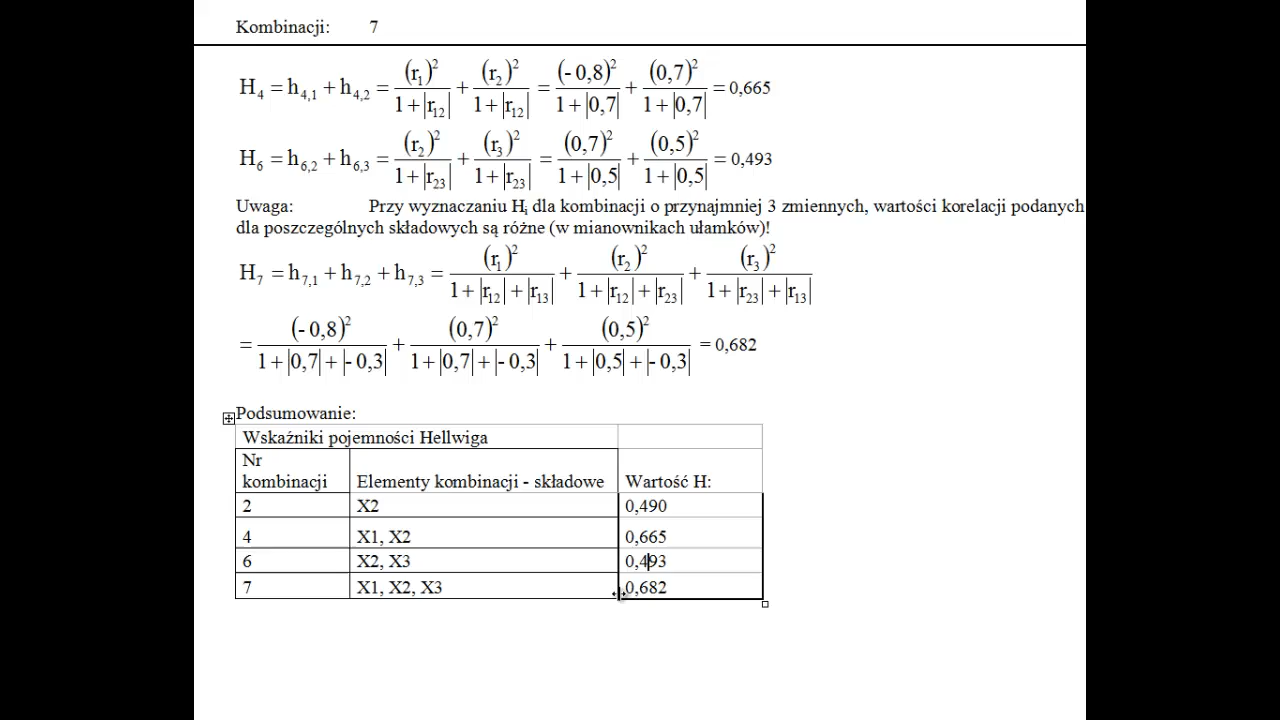 Kombinacji: 7
H₄ = h₄,₁ + h₄,₂ = (r₁)²/(1+|r₁₂|) + (r₂)²/(1+|r₁₂|) = (-0,8)²/(1+|0,7|) + (0,7)²/(1+|0,7|) = 0,665
H₆ = h₆,₂ + h₆,₃ = (r₂)²/(1+|r₂₃|) + (r₃)²/(1+|r₂₃|) = (0,7)²/(1+|0,5|) + (0,5)²/(1+|0,5|) = 0,493
Uwaga: Przy wyznaczaniu Hᵢ dla kombinacji o przynajmniej 3 zmiennych, wartości korelacji podanych
dla poszczególnych składowych są różne (w mianownikach ułamków)!
H₇ = h₇,₁ + h₇,₂ + h₇,₃ = (r₁)²/(1+|r₁₂|+|r₁₃|) + (r₂)²/(1+|r₁₂|+|r₂₃|) + (r₃)²/(1+|r₂₃|+|r₁₃|)
= (-0,8)²/(1+|0,7|+|-0,3|) + (0,7)²/(1+|0,7|+|-0,3|) + (0,5)²/(1+|0,5|+|-0,3|) = 0,682
Podsumowanie:
Wskaźniki pojemności Hellwiga
Nr
kombinacji Elementy kombinacji - składowe Wartość H:
2 X2 0,490
4 X1, X2 0,665
6 X2, X3 0,493
7 X1, X2, X3 0,682